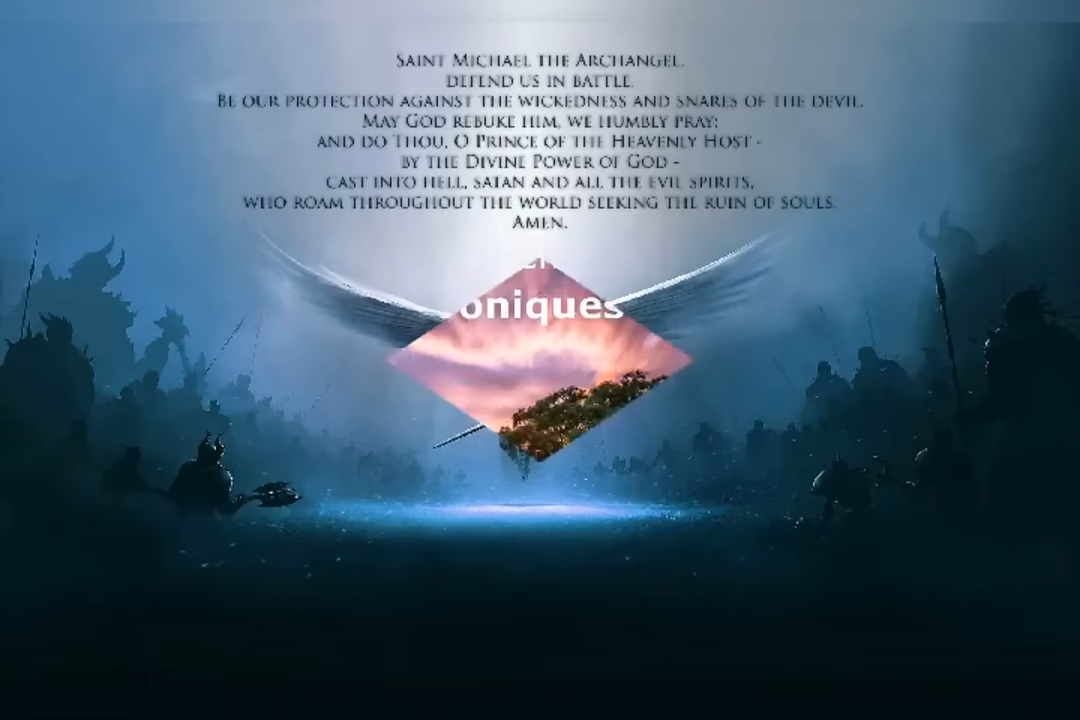 Saint Michael the Archangel,
defend us in battle.
Be our protection against the wickedness and snares of the devil.
May God rebuke him, we humbly pray;
and do Thou, O Prince of the Heavenly Host -
by the Divine Power of God -
cast into hell, Satan and all the evil spirits,
who roam throughout the world seeking the ruin of souls.
Amen.
oniques